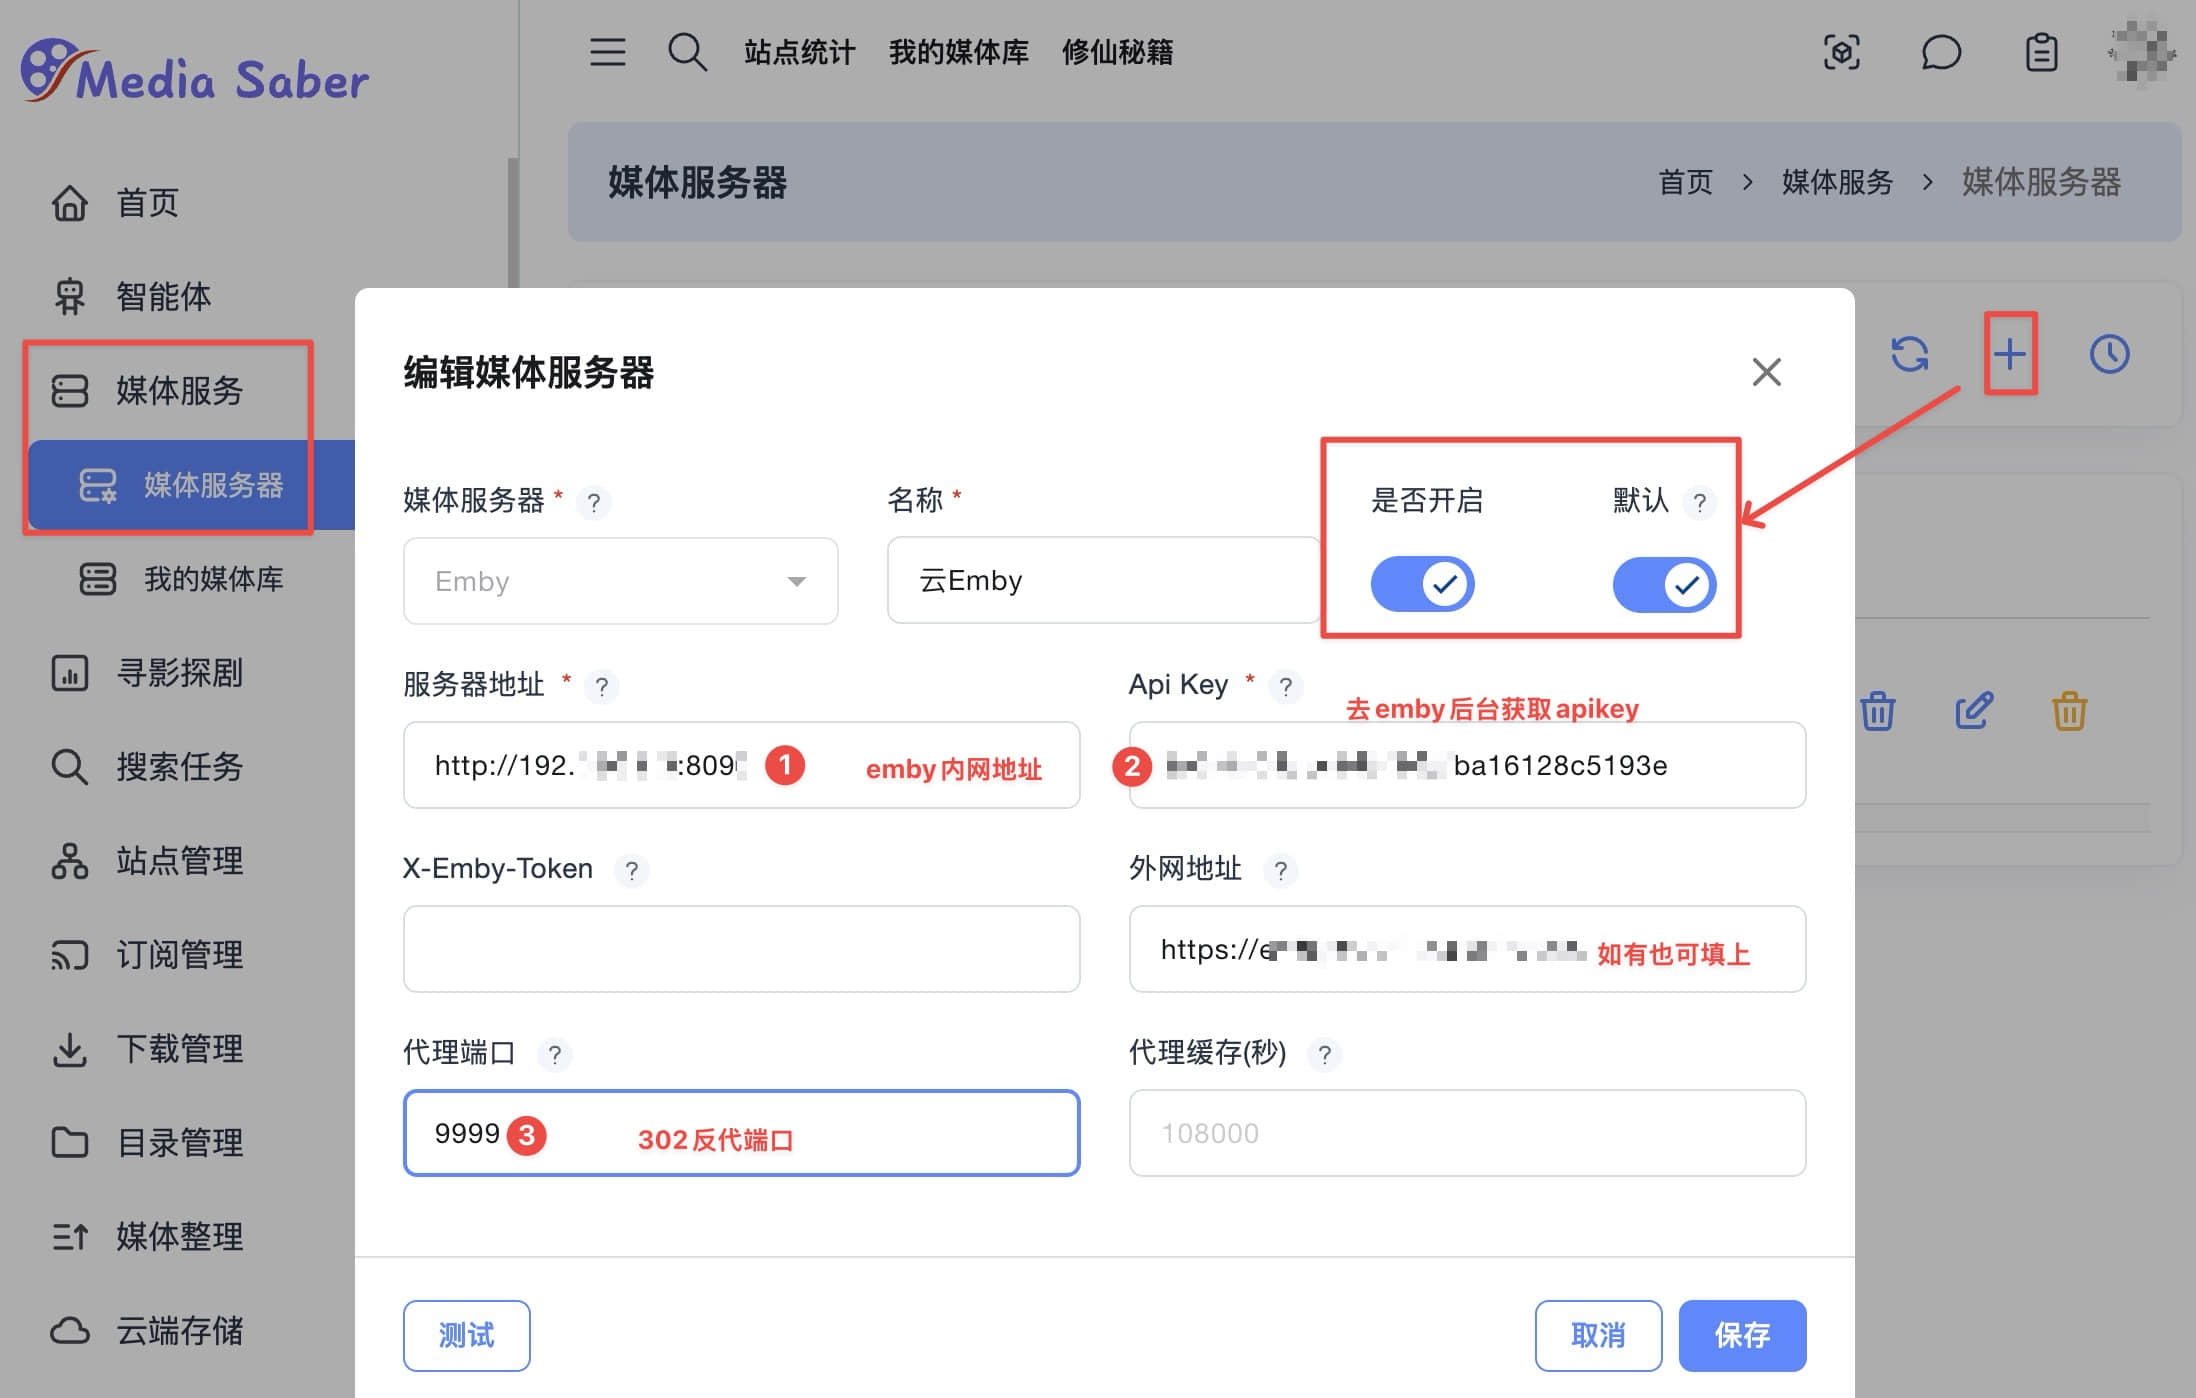 Media Saber
站点统计 我的媒体库 修仙秘籍
媒体服务器
首页 > 媒体服务 > 媒体服务器
首页
智能体
媒体服务
媒体服务器
我的媒体库
寻影探剧
搜索任务
站点管理
订阅管理
下载管理
目录管理
媒体整理
云端存储
编辑媒体服务器
媒体服务器 * ?
名称 *
是否开启
默认 ?
Emby
云Emby
服务器地址 * ?
Api Key * ?
去emby后台获取apikey
http://192.
:809
1
emby内网地址
2
ba16128c5193e
X-Emby-Token ?
外网地址 ?
https://e
如有也可填上
代理端口 ?
代理缓存(秒) ?
9999
3
302反代端口
108000
测试
取消
保存